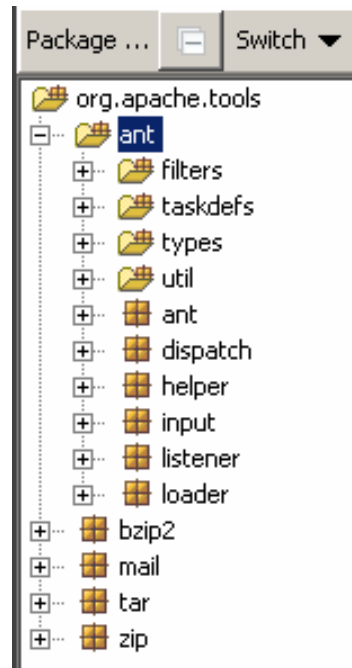 Package ... Switch
org.apache.tools
ant
filters
taskdefs
types
util
ant
dispatch
helper
input
listener
loader
bzip2
mail
tar
zip